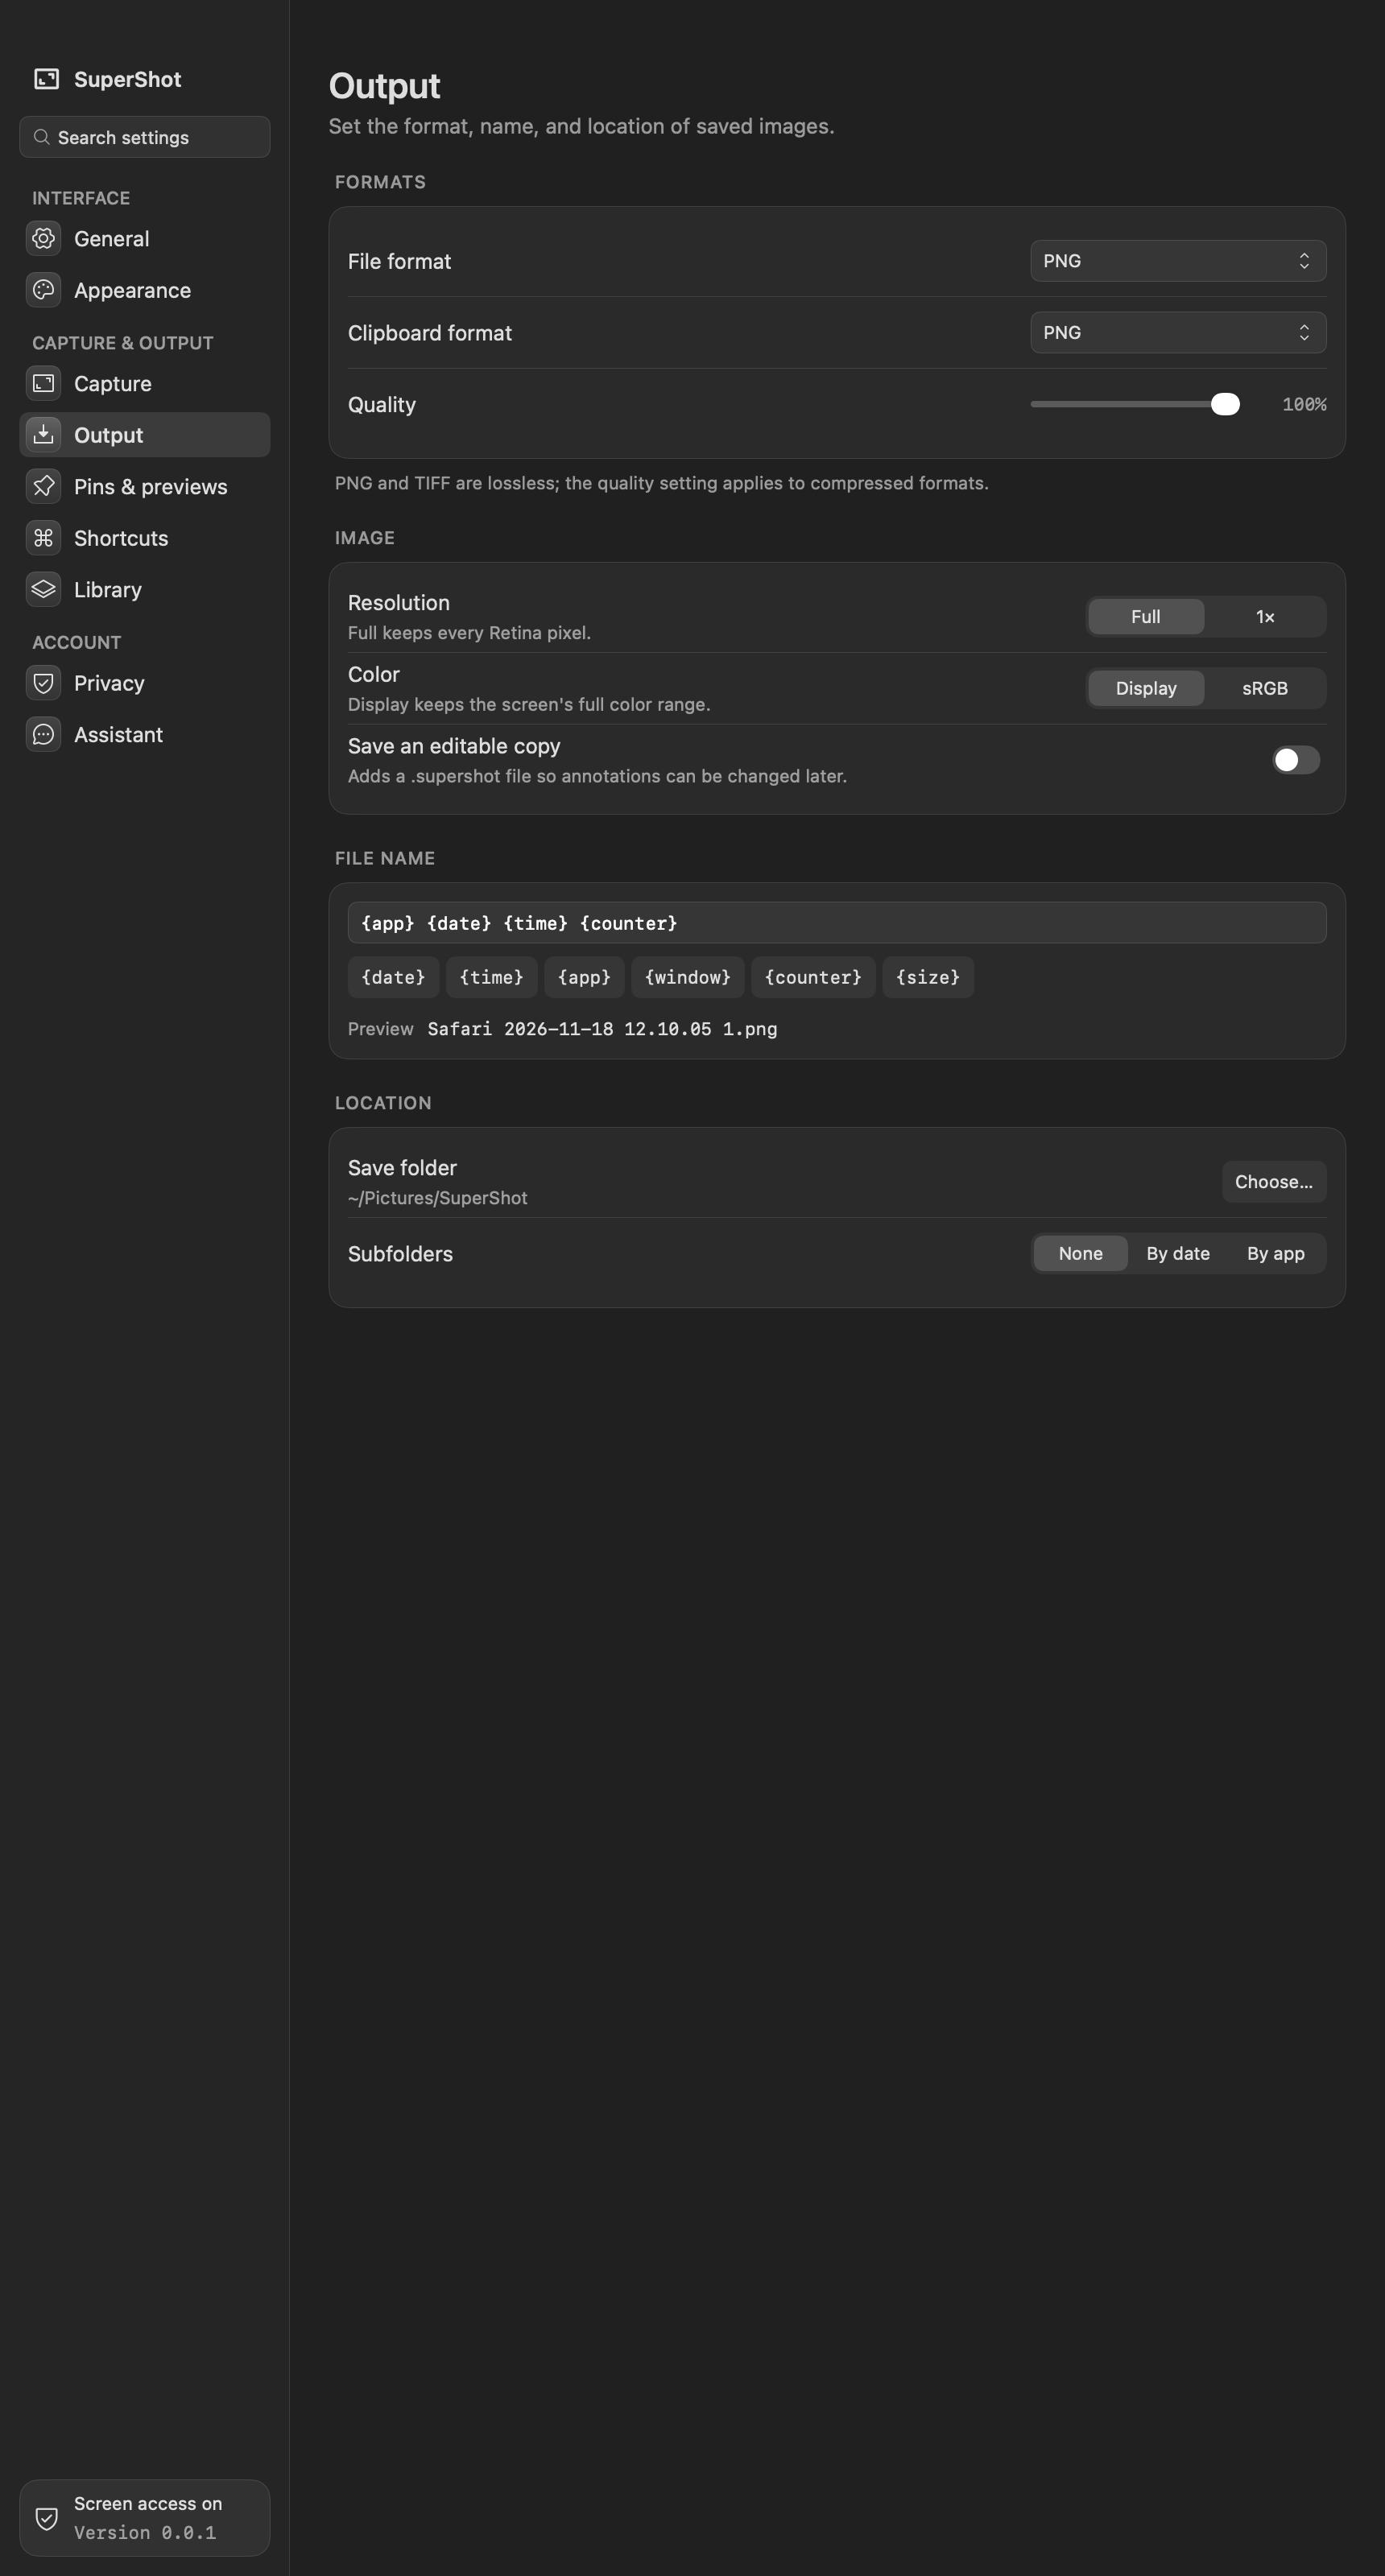 SuperShot
Search settings
INTERFACE
General
Appearance
CAPTURE & OUTPUT
Capture
Output
Pins & previews
Shortcuts
Library
ACCOUNT
Privacy
Assistant
Screen access on
Version 0.0.1
Output
Set the format, name, and location of saved images.
FORMATS
File format
PNG
Clipboard format
PNG
Quality
100%
PNG and TIFF are lossless; the quality setting applies to compressed formats.
IMAGE
Resolution
Full keeps every Retina pixel.
Full 1×
Color
Display keeps the screen's full color range.
Display sRGB
Save an editable copy
Adds a .supershot file so annotations can be changed later.
FILE NAME
{app} {date} {time} {counter}
{date} {time} {app} {window} {counter} {size}
Preview Safari 2026-11-18 12.10.05 1.png
LOCATION
Save folder
~/Pictures/SuperShot
Choose...
Subfolders
None By date By app